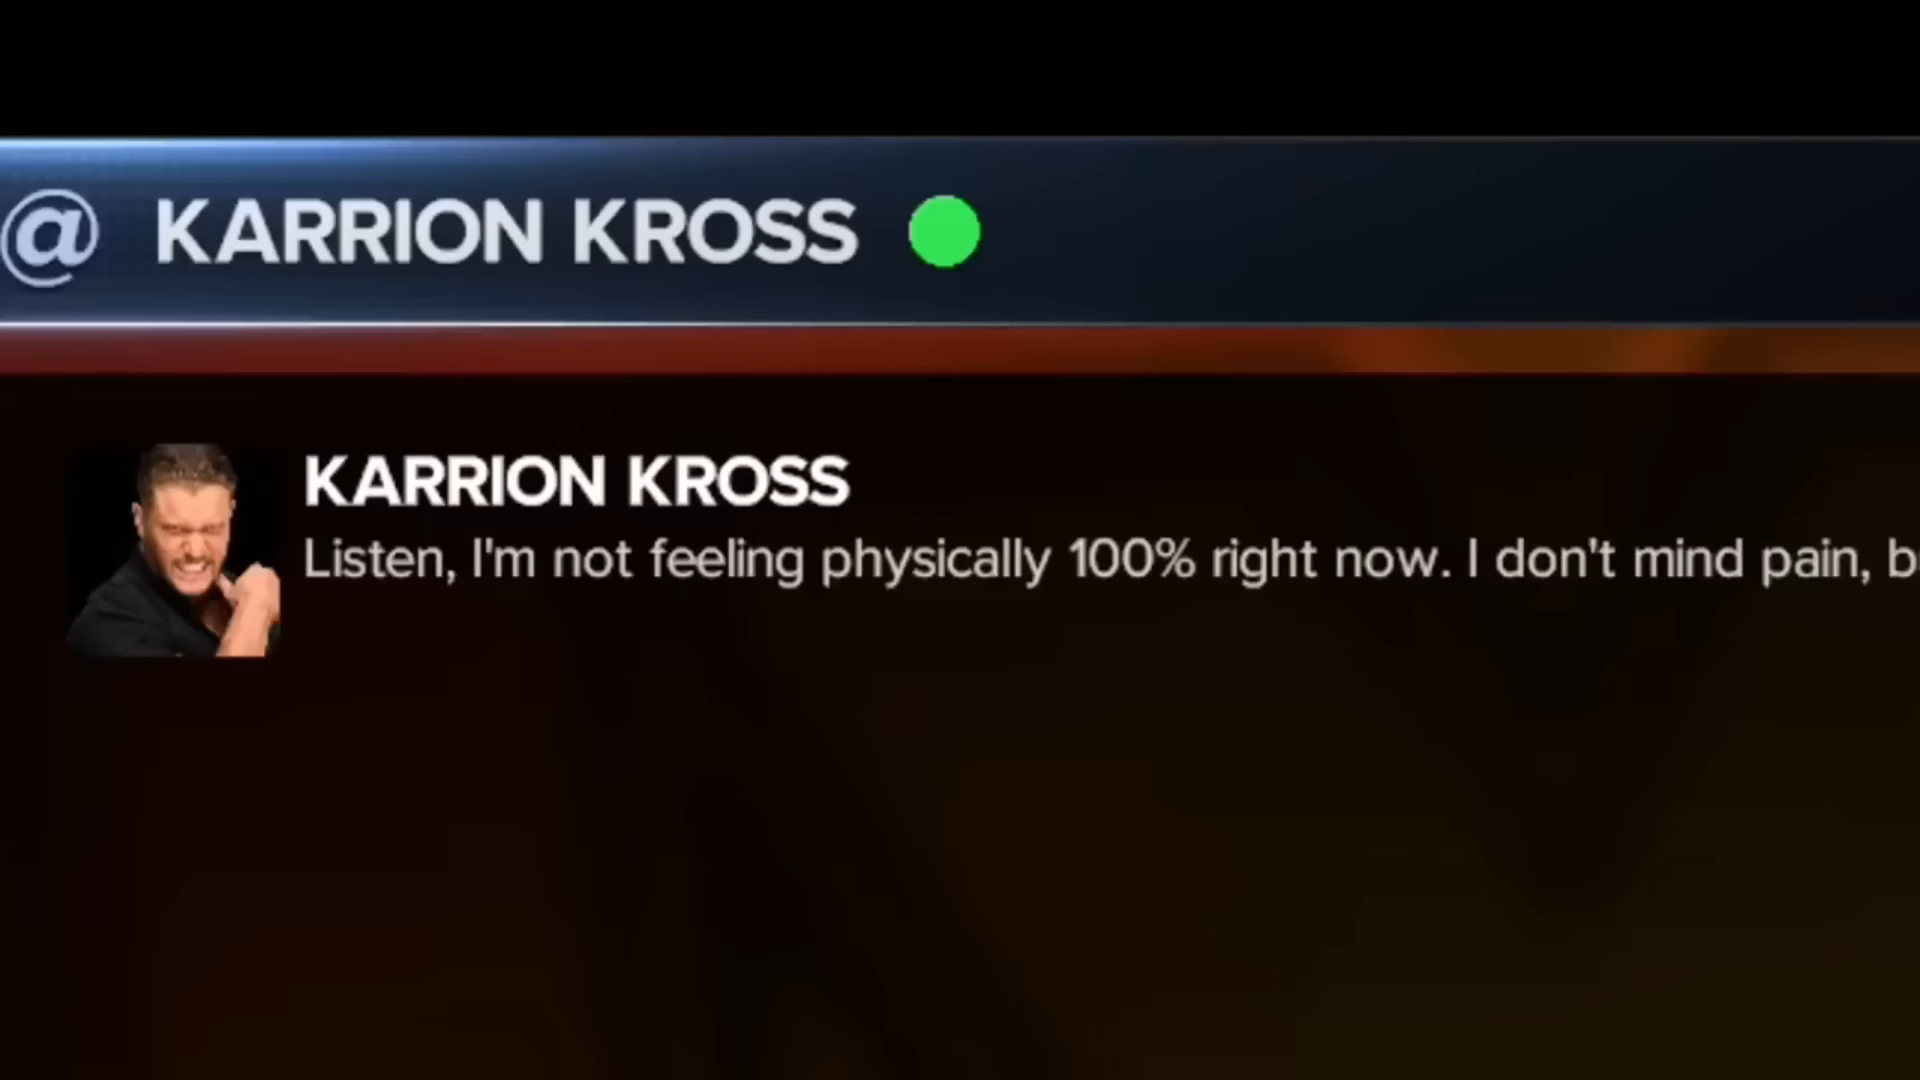 @ KARRION KROSS
KARRION KROSS
Listen, I'm not feeling physically 100% right now. I don't mind pain,